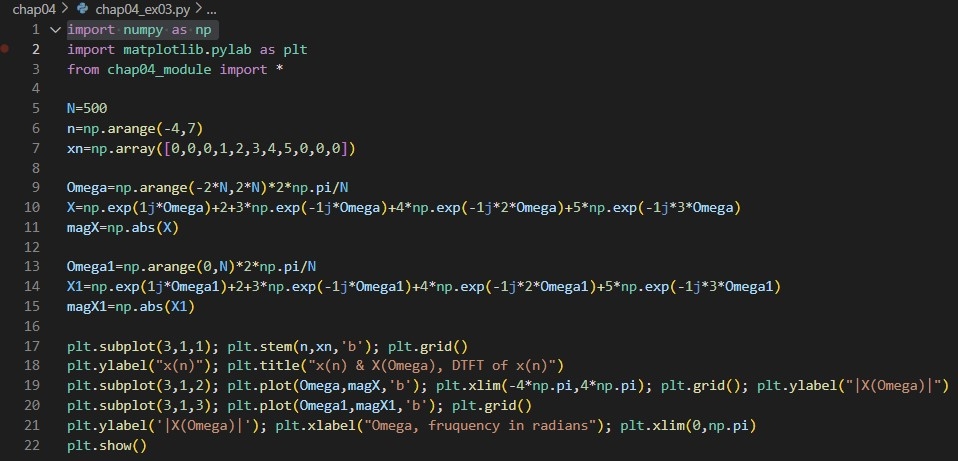 chap04 > chap04_ex03.py > ...
1 import numpy as np
2 import matplotlib.pylab as plt
3 from chap04_module import *
4
5 N=500
6 n=np.arange(-4,7)
7 xn=np.array([0,0,0,1,2,3,4,5,0,0,0])
8
9 Omega=np.arange(-2*N,2*N)*2*np.pi/N
10 X=np.exp(1j*Omega)+2+3*np.exp(-1j*Omega)+4*np.exp(-1j*2*Omega)+5*np.exp(-1j*3*Omega)
11 magX=np.abs(X)
12
13 Omega1=np.arange(0,N)*2*np.pi/N
14 X1=np.exp(1j*Omega1)+2+3*np.exp(-1j*Omega1)+4*np.exp(-1j*2*Omega1)+5*np.exp(-1j*3*Omega1)
15 magX1=np.abs(X1)
16
17 plt.subplot(3,1,1); plt.stem(n,xn,'b'); plt.grid()
18 plt.ylabel("x(n)"); plt.title("x(n) & X(Omega), DTFT of x(n)")
19 plt.subplot(3,1,2); plt.plot(Omega,magX,'b'); plt.xlim(-4*np.pi,4*np.pi); plt.grid(); plt.ylabel("|X(Omega)|")
20 plt.subplot(3,1,3); plt.plot(Omega1,magX1,'b'); plt.grid()
21 plt.ylabel('|X(Omega)|'); plt.xlabel("Omega, fruquency in radians"); plt.xlim(0,np.pi)
22 plt.show()